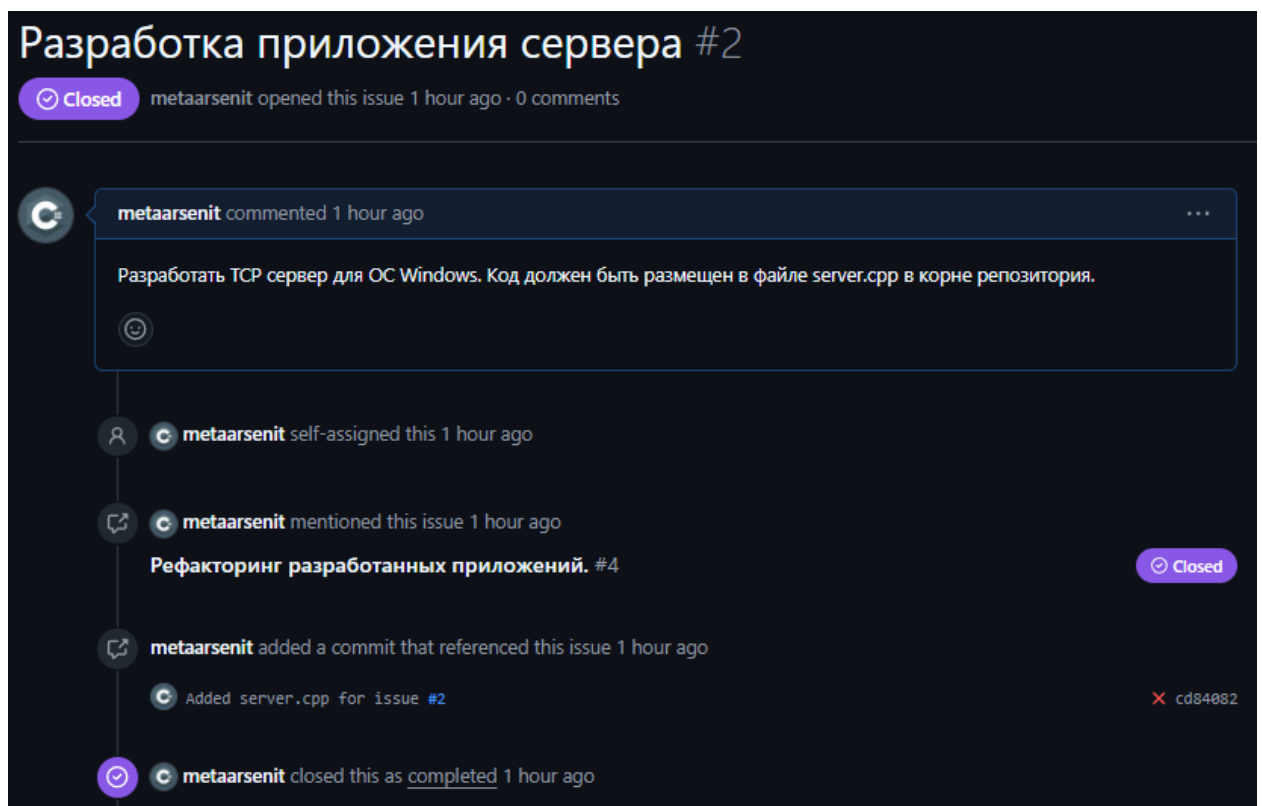 Разработка приложения сервера #2
Closed metaarsenit opened this issue 1 hour ago · 0 comments
metaarsenit commented 1 hour ago
Разработать TCP сервер для ОС Windows. Код должен быть размещен в файле server.cpp в корне репозитория.
metaarsenit self-assigned this 1 hour ago
metaarsenit mentioned this issue 1 hour ago
Рефакторинг разработанных приложений. #4 Closed
metaarsenit added a commit that referenced this issue 1 hour ago
Added server.cpp for issue #2 cd84082
metaarsenit closed this as completed 1 hour ago